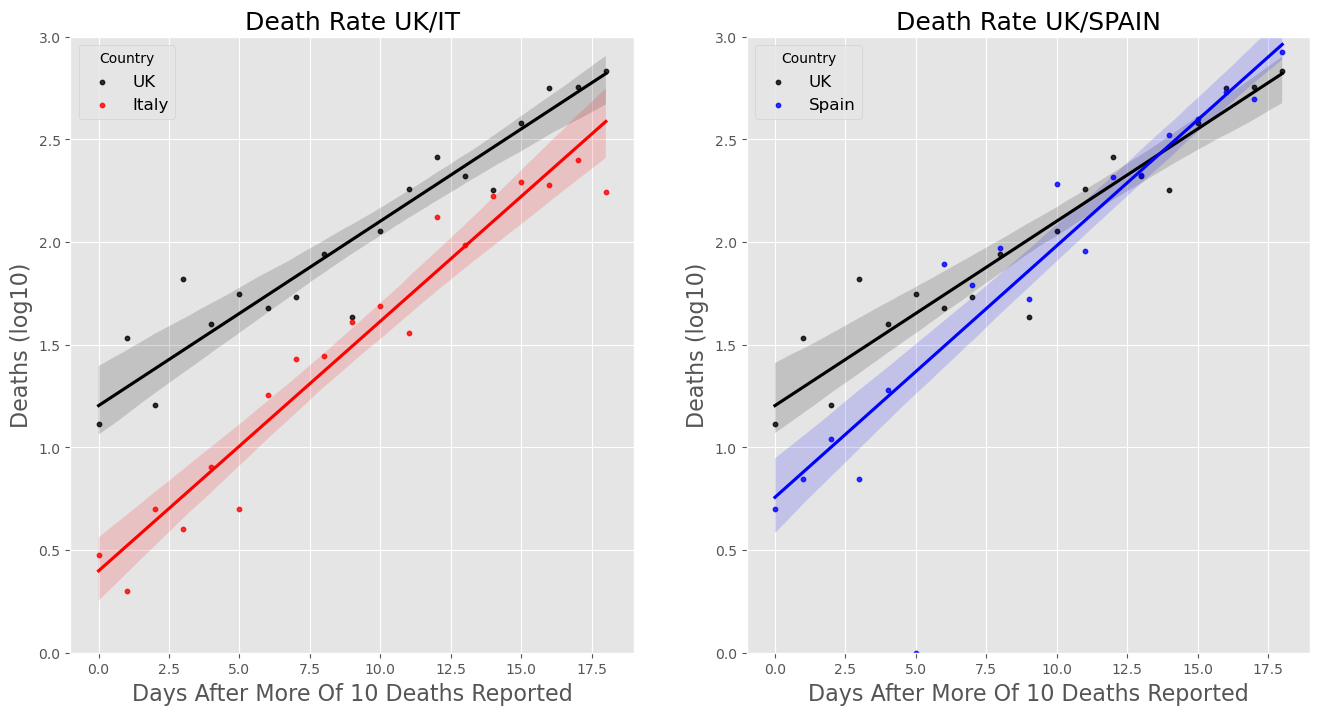 Death Rate UK/IT
Country
UK
Italy
3.0
2.5
2.0
1.5
1.0
0.5
0.0
Deaths (log10)
0.0 2.5 5.0 7.5 10.0 12.5 15.0 17.5
Days After More Of 10 Deaths Reported
Death Rate UK/SPAIN
Country
UK
Spain
3.0
2.5
2.0
1.5
1.0
0.5
0.0
Deaths (log10)
0.0 2.5 5.0 7.5 10.0 12.5 15.0 17.5
Days After More Of 10 Deaths Reported